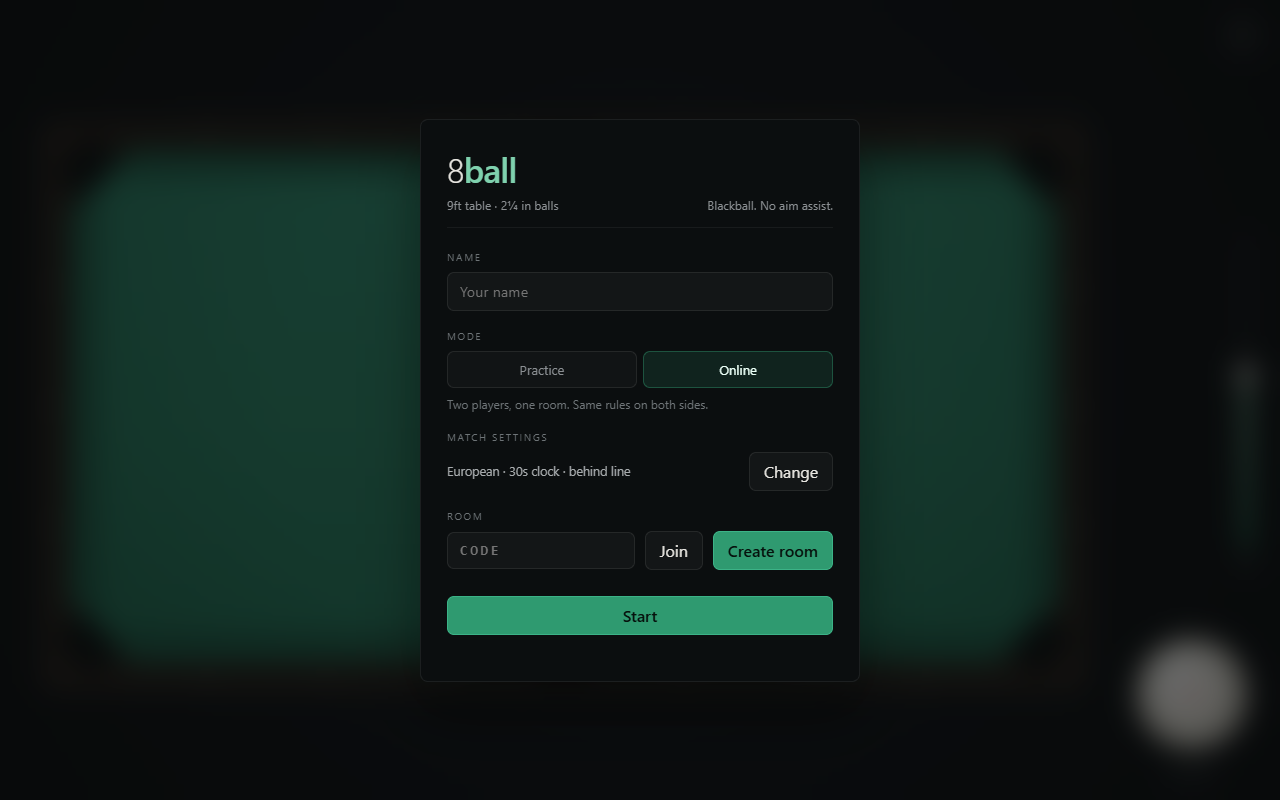 8ball
9ft table · 2¼ in balls Blackball. No aim assist.
NAME
Your name
MODE
Practice Online
Two players, one room. Same rules on both sides.
MATCH SETTINGS
European · 30s clock · behind line Change
ROOM
CODE Join Create room
Start